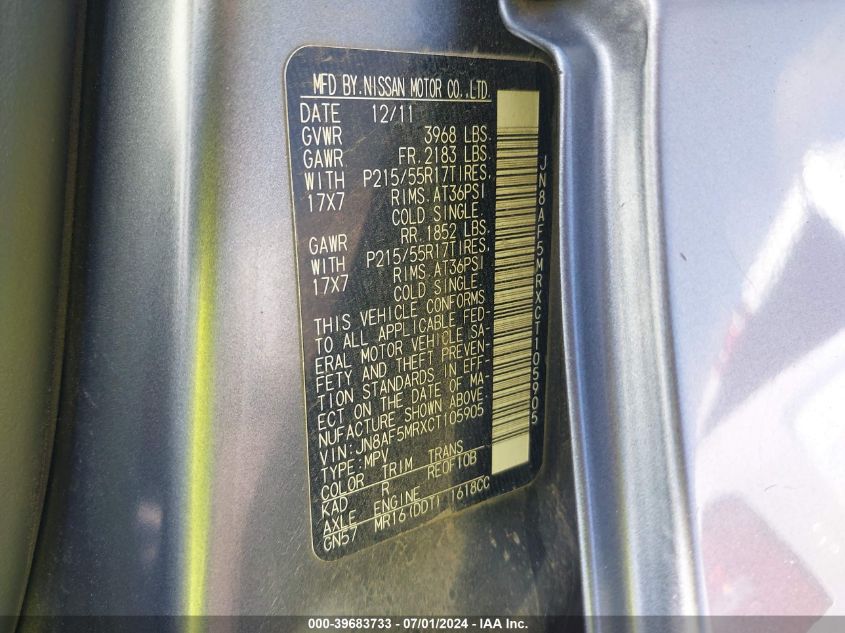 MFD BY.NISSAN MOTOR CO.,LTD.
DATE 12/11
GVWR 3968 LBS.
GAWR FR. 2183 LBS.
WITH P215/55R17TIRES.
17X7 RIMS.AT36PSI
COLD SINGLE.
GAWR RR. 1852 LBS.
WITH P215/55R17TIRES.
17X7 RIMS.AT36PSI
COLD SINGLE.
THIS VEHICLE CONFORMS
TO ALL APPLICABLE FED-
ERAL MOTOR VEHICLE SA-
FETY AND THEFT PREVEN-
TION STANDARDS IN EFF-
ECT ON THE DATE OF MA-
NUFACTURE SHOWN ABOVE.
VIN:JN8AF5MRXCT105905
TYPE:MPV
COLOR TRIM TRANS
KAD R RE0F10B
AXLE ENGINE
GN57 MR16(DDT) 1618CC
JN8AF5MRXCT105905
000-39683733 - 07/01/2024 - IAA Inc.